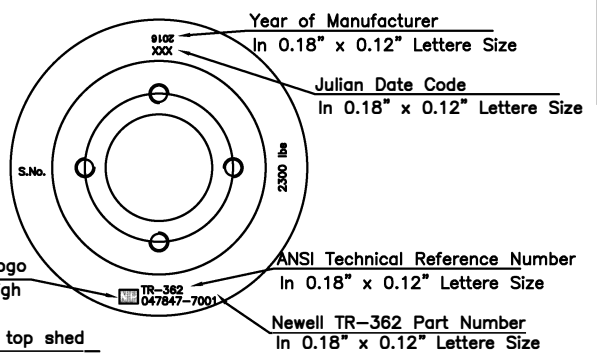 Year of Manufacturer
In 0.18" x 0.12" Lettere Size
2016
XXX
Julian Date Code
In 0.18" x 0.12" Lettere Size
S.No.
2300 lbs
ogo
gh
ANSI Technical Reference Number
In 0.18" x 0.12" Lettere Size
TR-362
047847-7001
Newell TR-362 Part Number
In 0.18" x 0.12" Lettere Size
top shed